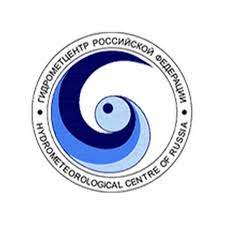 • ГИДРОМЕТЦЕНТР РОССИЙСКОЙ ФЕДЕРАЦИИ •
HYDROMETEOROLOGICAL CENTRE OF RUSSIA